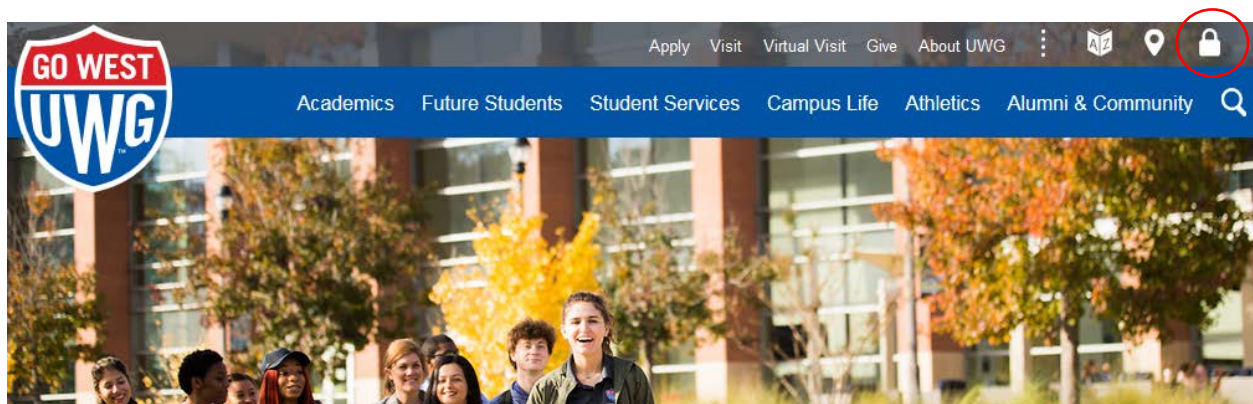 GO WEST
UWG
Apply Visit Virtual Visit Give About UWG
A Z
Academics Future Students Student Services Campus Life Athletics Alumni & Community